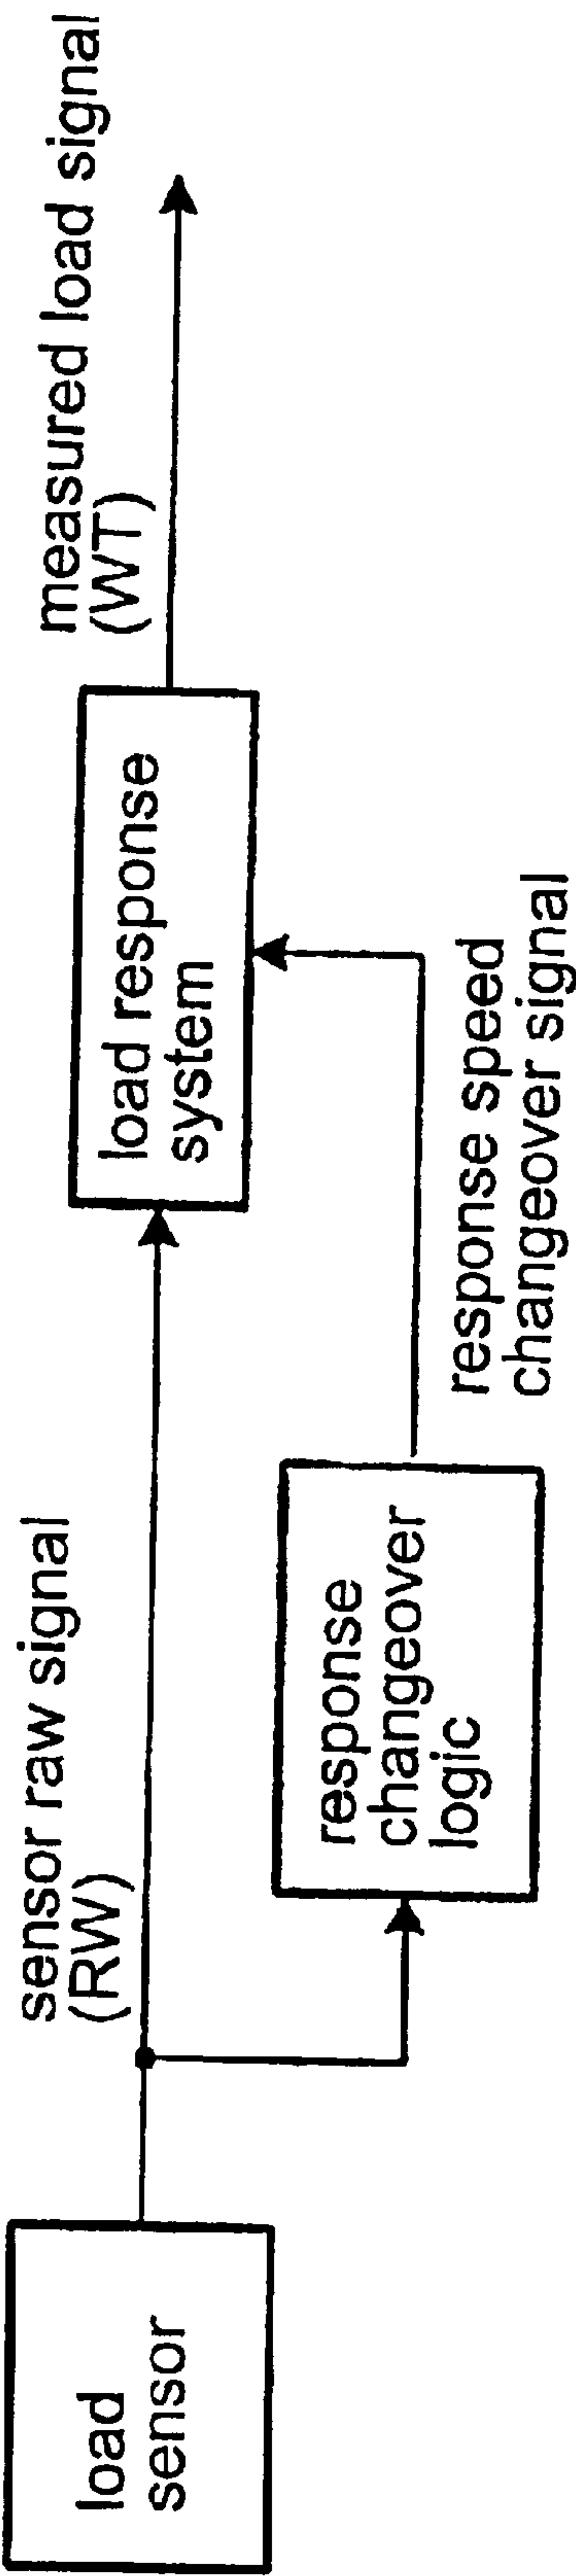 load
sensor
sensor raw signal
(RW)
response
changeover
logic
load response
system
response speed
changeover signal
measured load signal
(WT)